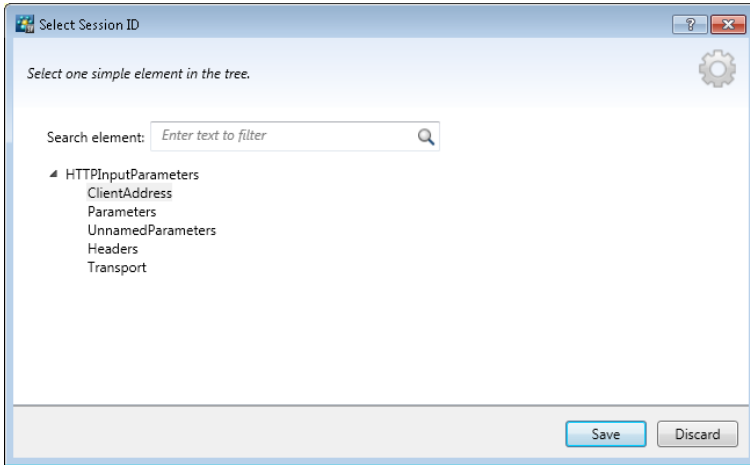 Select Session ID
Select one simple element in the tree.
Search element: Enter text to filter
HTTPInputParameters
ClientAddress
Parameters
UnnamedParameters
Headers
Transport
Save Discard